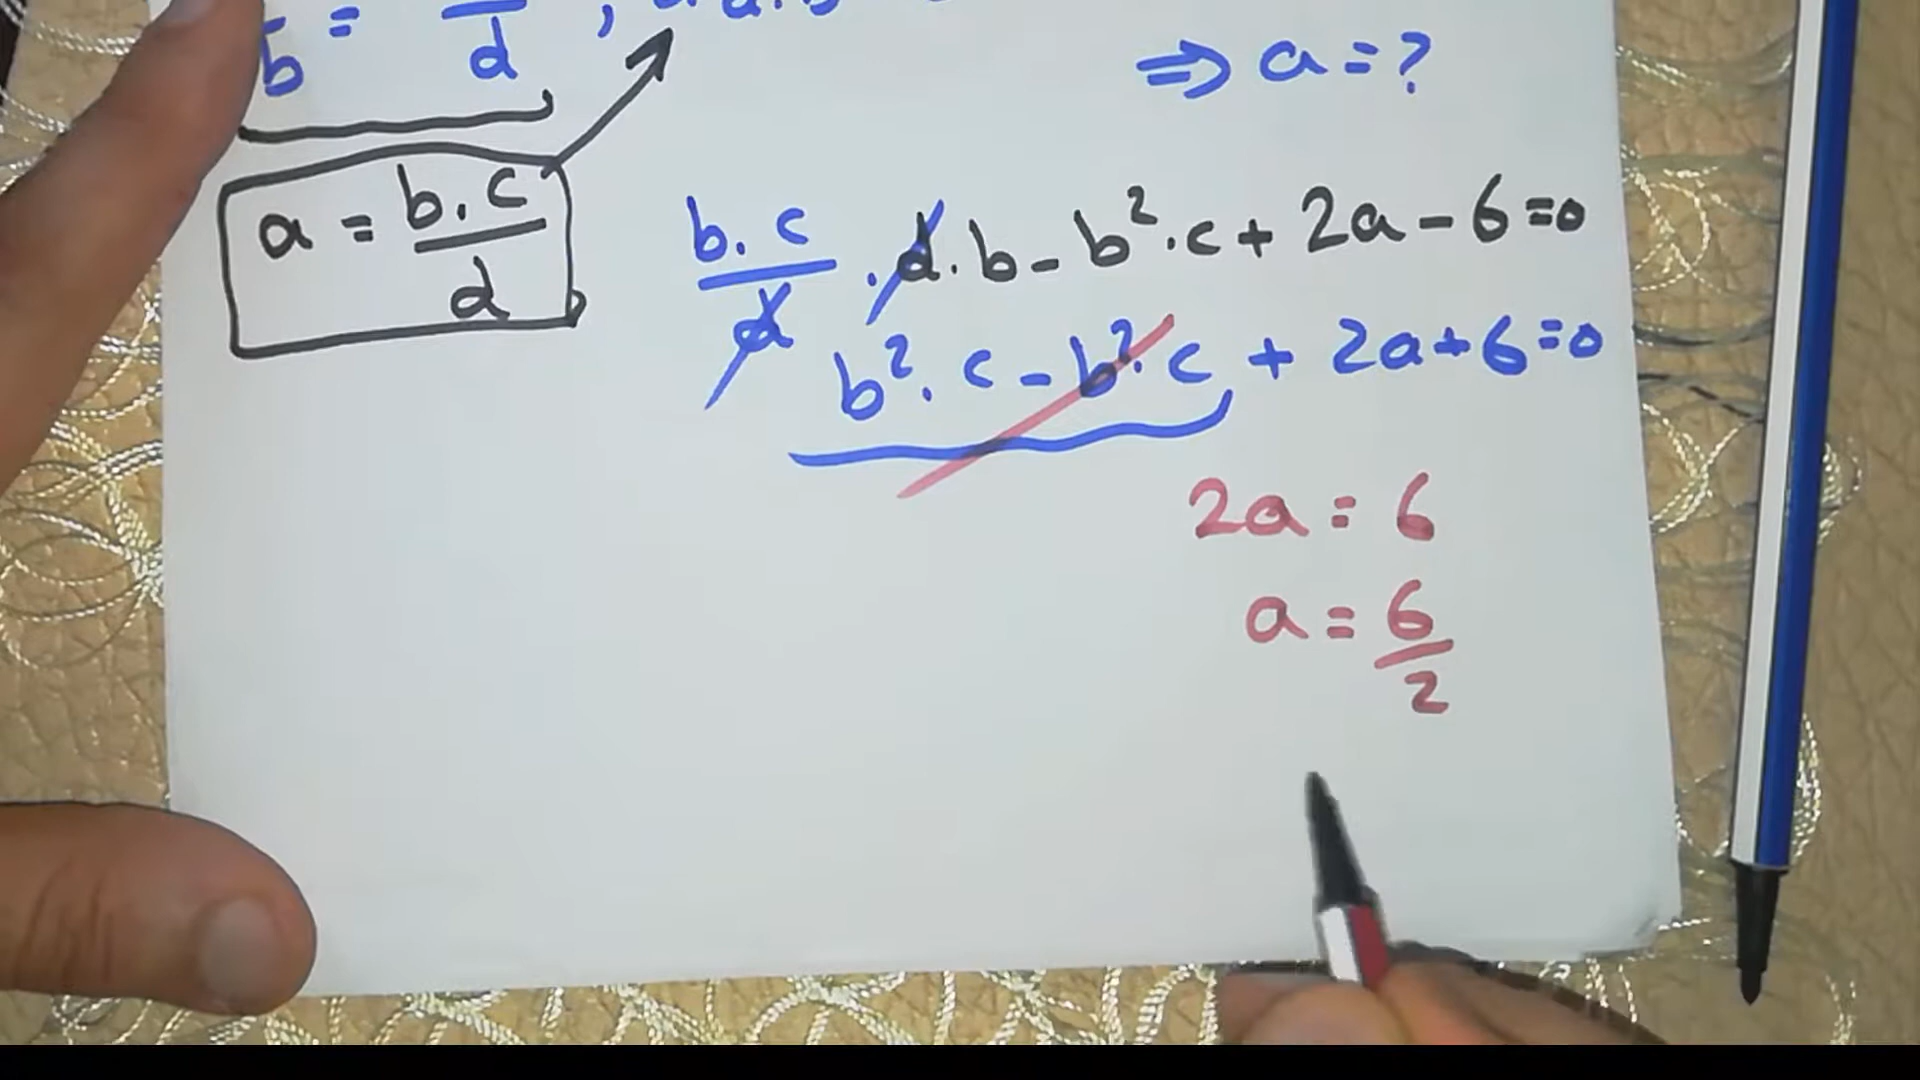 b = d ,
⇒ a = ?
a = b.c / d
b.c / d . d.b - b².c + 2a - 6 = 0
b².c - b².c + 2a + 6 = 0
2a = 6
a = 6 / 2